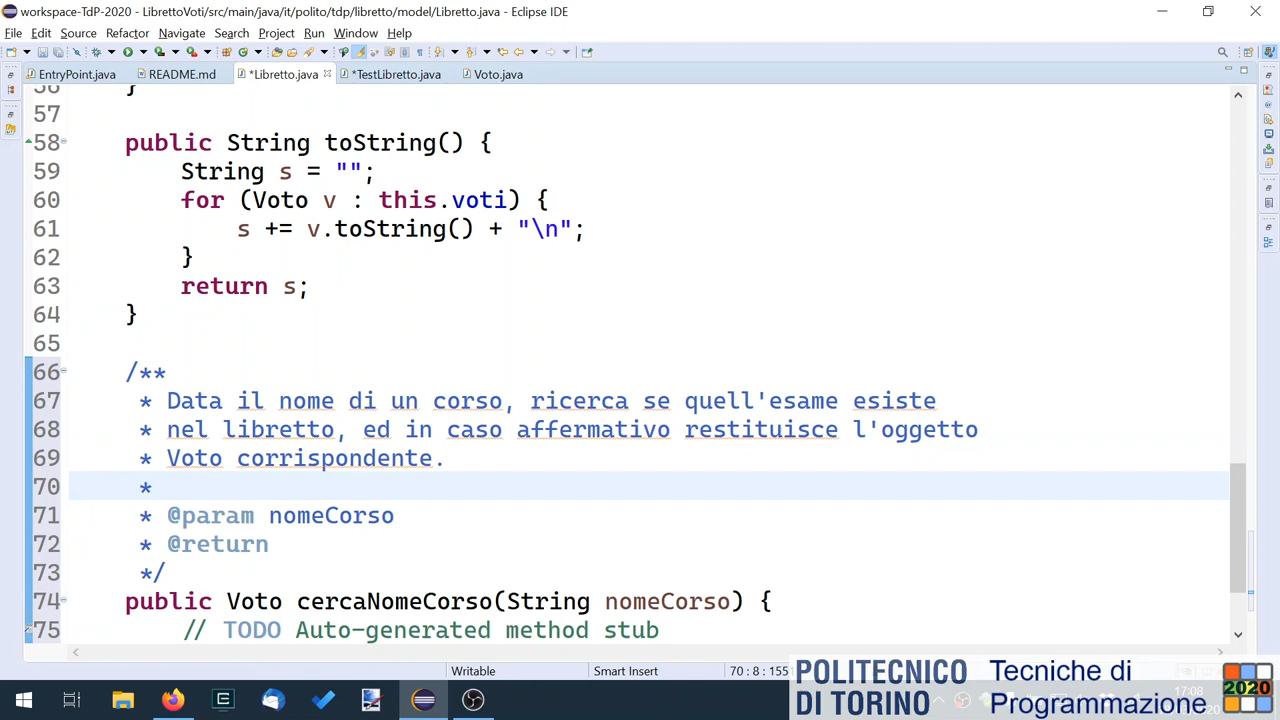 workspace-TdP-2020 - LibrettoVoti/src/main/java/it/polito/tdp/libretto/model/Libretto.java - Eclipse IDE
File Edit Source Refactor Navigate Search Project Run Window Help
EntryPoint.java README.md *Libretto.java *TestLibretto.java Voto.java
56 }
57
58 public String toString() {
59 String s = "";
60 for (Voto v : this.voti) {
61 s += v.toString() + "\n";
62 }
63 return s;
64 }
65
66 /**
67 * Data il nome di un corso, ricerca se quell'esame esiste
68 * nel libretto, ed in caso affermativo restituisce l'oggetto
69 * Voto corrispondente.
70 *
71 * @param nomeCorso
72 * @return
73 */
74 public Voto cercaNomeCorso(String nomeCorso) {
75 // TODO Auto-generated method stub
Writable Smart Insert 70 : 8 : 1551
POLITECNICO
DI TORINO
Tecniche di
Programmazione
2020
17:08